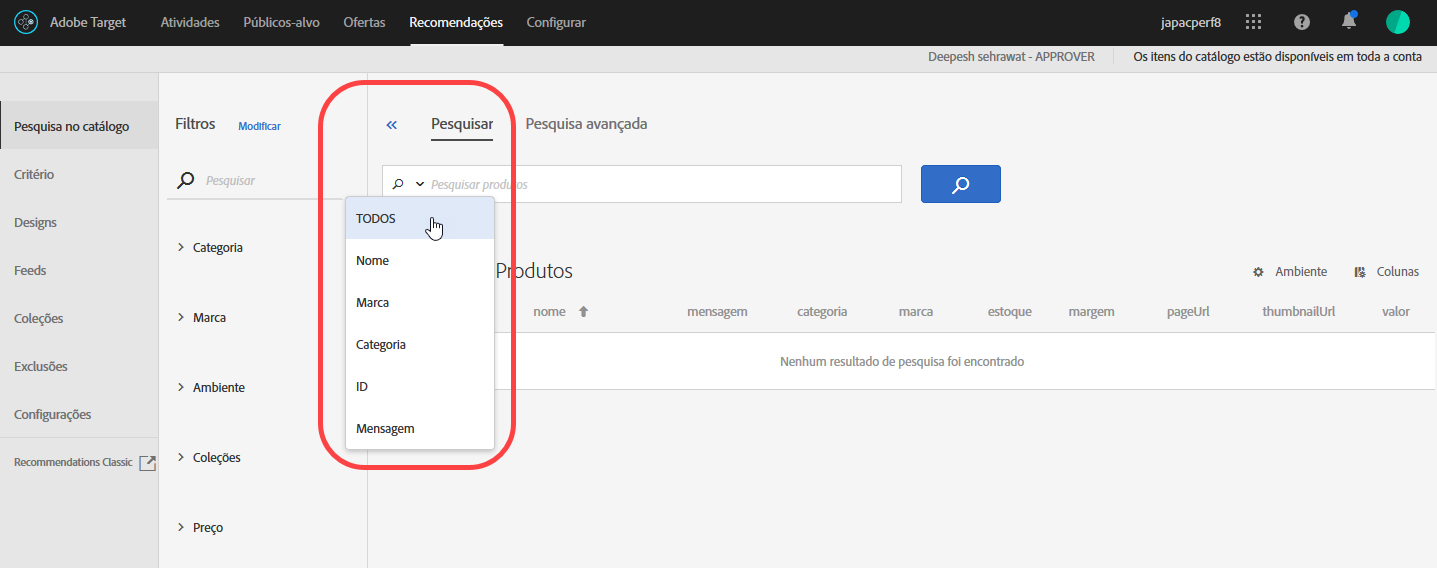 Adobe Target Atividades Públicos-alvo Ofertas Recomendações Configurar japacperf8
Deepesh sehrawat - APPROVER Os itens do catálogo estão disponíveis em toda a conta
Pesquisa no catálogo
Critério
Designs
Feeds
Coleções
Exclusões
Configurações
Recommendations Classic
Filtros Modificar
Pesquisar
Categoria
Marca
Ambiente
Coleções
Preço
Pesquisar Pesquisa avançada
Pesquisar produtos
TODOS
Nome
Marca
Categoria
ID
Mensagem
Produtos Ambiente Colunas
nome mensagem categoria marca estoque margem pageUrl thumbnailUrl valor
Nenhum resultado de pesquisa foi encontrado